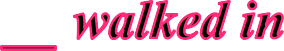 __ walked in